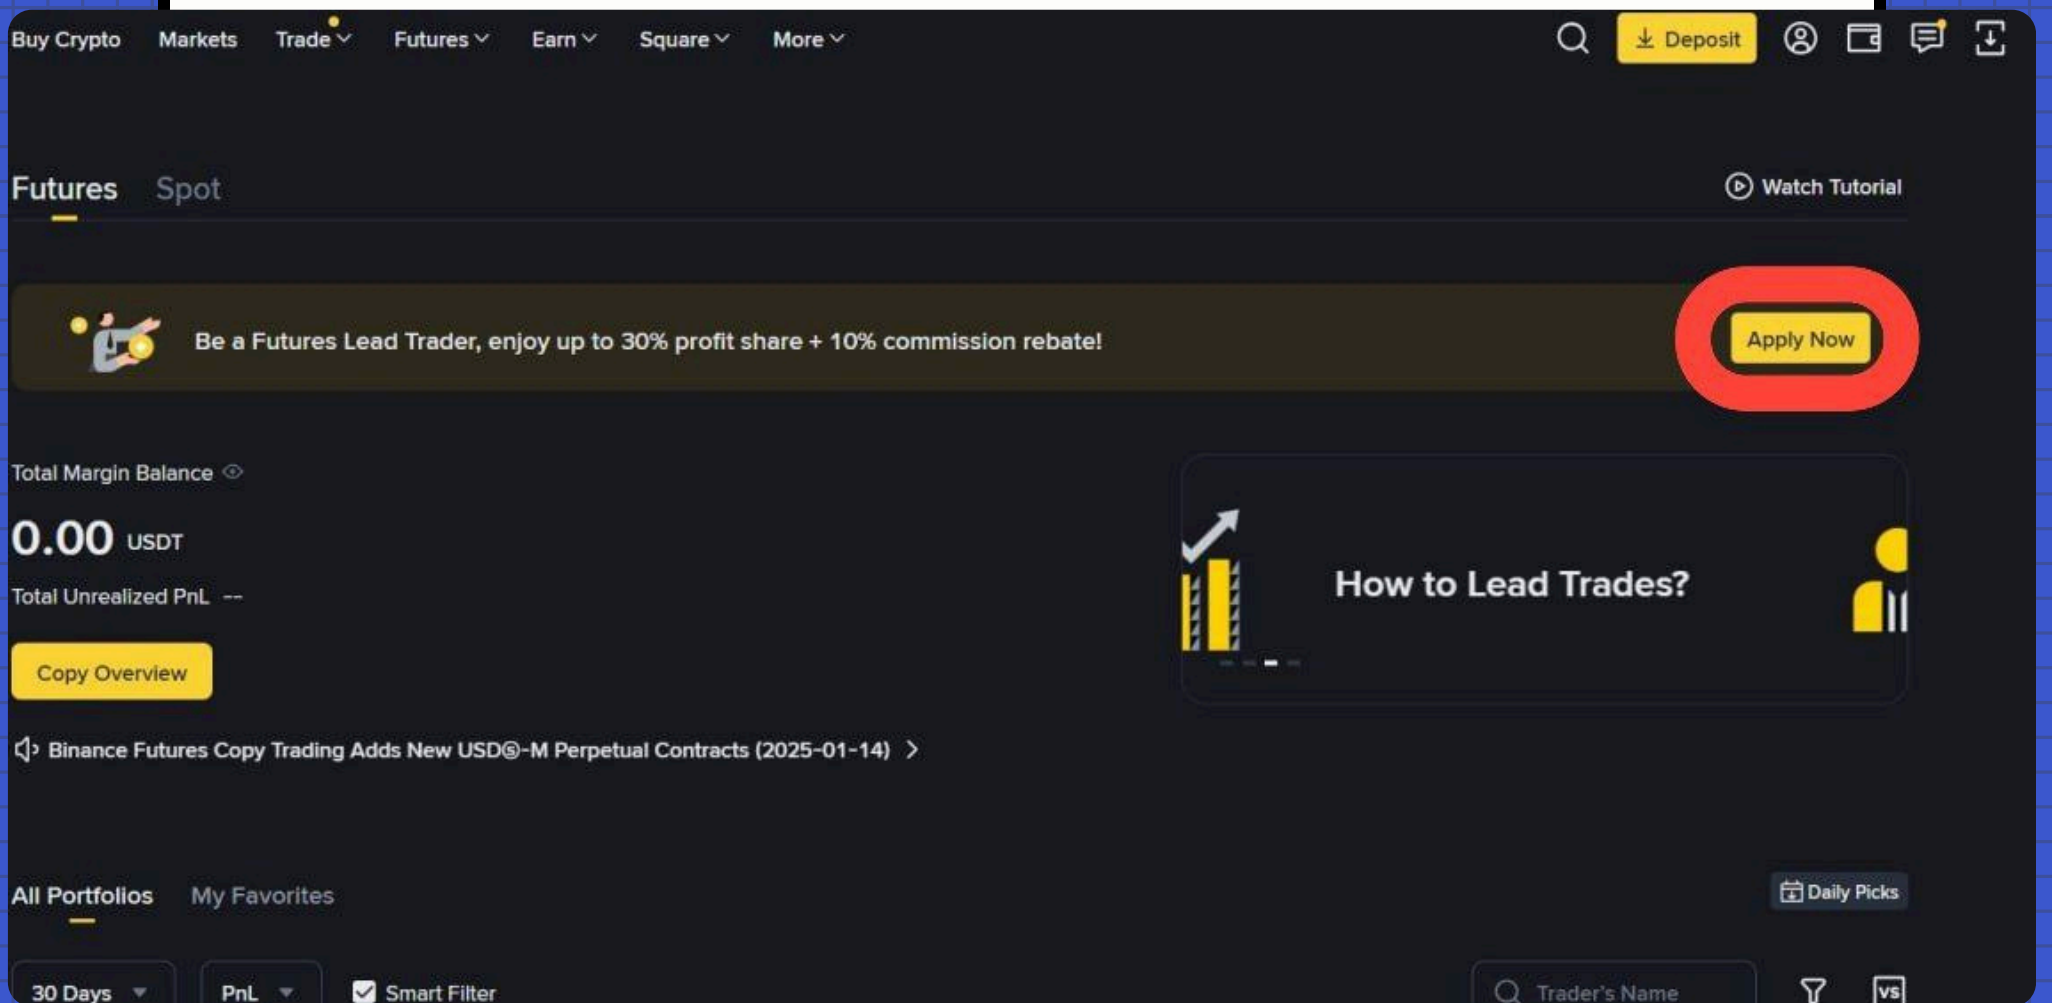 Buy Crypto Markets Trade Futures Earn Square More Deposit
Futures Spot Watch Tutorial
Be a Futures Lead Trader, enjoy up to 30% profit share + 10% commission rebate! Apply Now
Total Margin Balance
0.00 USDT
Total Unrealized PnL --
How to Lead Trades?
Copy Overview
Binance Futures Copy Trading Adds New USDⓈ-M Perpetual Contracts (2025-01-14)
All Portfolios My Favorites Daily Picks
30 Days PnL Smart Filter Trader's Name VS